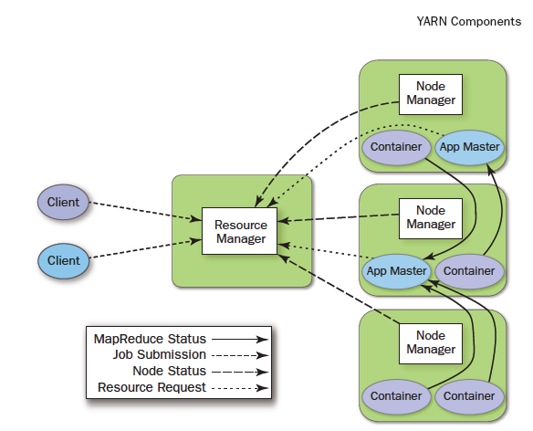 YARN Components
Node
Manager
Container
App Master
Client
Client
Resource
Manager
Node
Manager
App Master
Container
Node
Manager
Container
Container
MapReduce Status
Job Submission
Node Status
Resource Request